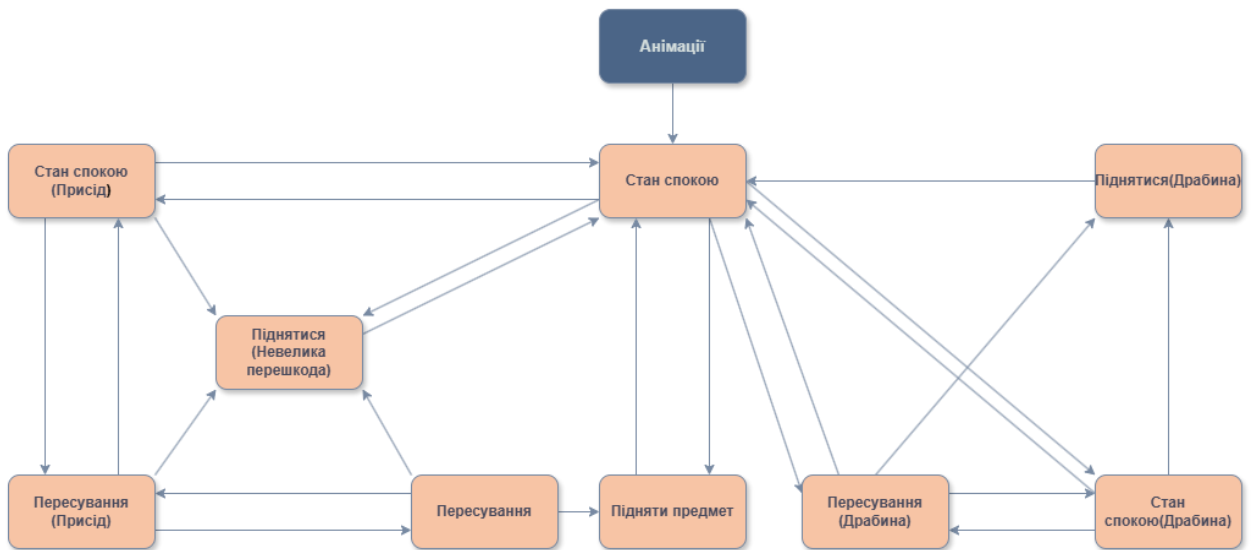 Анімації
Стан спокою
(Присід)
Стан спокою
Піднятися(Драбина)
Піднятися
(Невелика
перешкода)
Пересування
(Присід)
Пересування
Підняти предмет
Пересування
(Драбина)
Стан
спокою(Драбина)